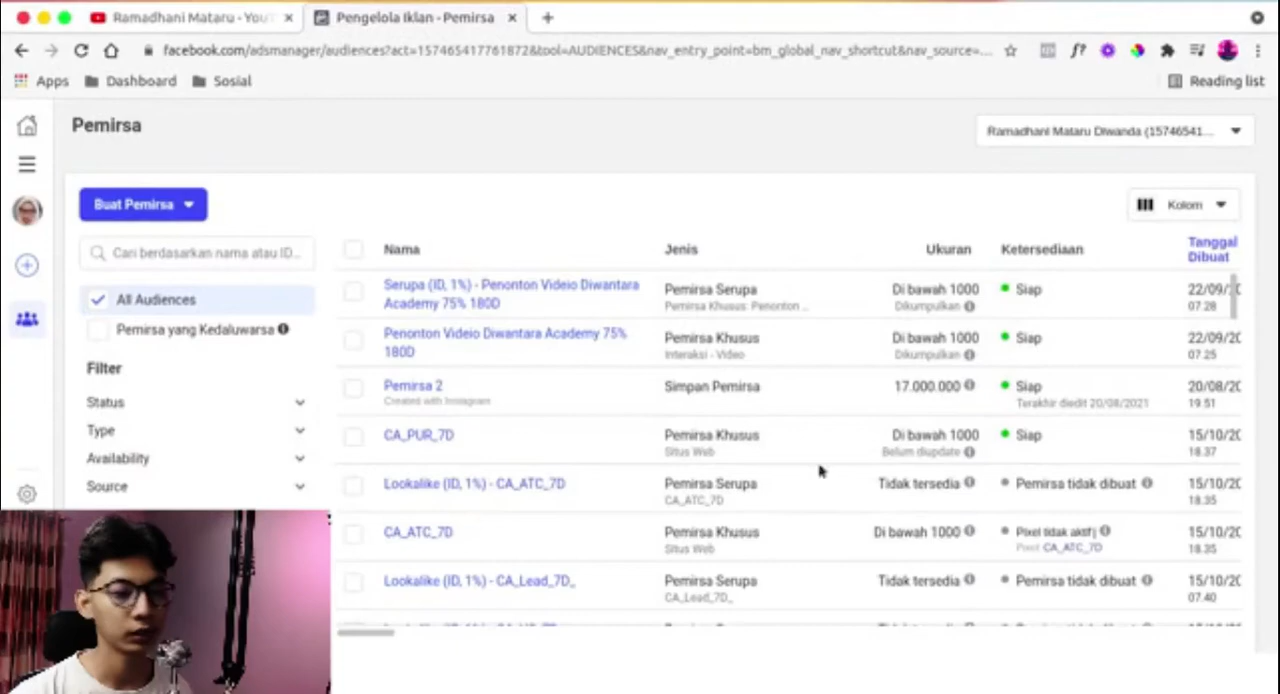 Ramadhani Mataru - YouT
Pengelola Iklan - Pemirsa
facebook.com/adsmanager/audiences?act=157465417761872&tool=AUDIENCES&nav_entry_point=bm_global_nav_shortcut&nav_source=...
Apps
Dashboard
Sosial
Reading list
Pemirsa
Ramadhani Mataru Diwanda (15746541...
Buat Pemirsa
Kolom
Cari berdasarkan nama atau ID...
All Audiences
Pemirsa yang Kedaluwarsa
Filter
Status
Type
Availability
Source
Nama Jenis Ukuran Ketersediaan Tanggal
Dibuat
Serupa (ID, 1%) - Penonton Videio Diwantara Pemirsa Serupa Di bawah 1000 Siap 22/09/20
Academy 75% 180D Pemirsa Khusus: Penonton ... Dikumpulkan 07.28
Penonton Videio Diwantara Academy 75% Pemirsa Khusus Di bawah 1000 Siap 22/09/20
180D Interaksi - Video Dikumpulkan 07.25
Pemirsa 2 Simpan Pemirsa 17.000.000 Siap 20/08/20
Created with Instagram Terakhir diedit 20/08/2021 19.51
CA_PUR_7D Pemirsa Khusus Di bawah 1000 Siap 15/10/20
Situs Web Belum diupdate 18.37
Lookalike (ID, 1%) - CA_ATC_7D Pemirsa Serupa Tidak tersedia Pemirsa tidak dibuat 15/10/20
CA_ATC_7D 18.35
CA_ATC_7D Pemirsa Khusus Di bawah 1000 Pixel tidak aktif| 15/10/20
Situs Web Pixel: CA_ATC_7D 18.35
Lookalike (ID, 1%) - CA_Lead_7D_ Pemirsa Serupa Tidak tersedia Pemirsa tidak dibuat 15/10/20
CA_Lead_7D_ 07.40